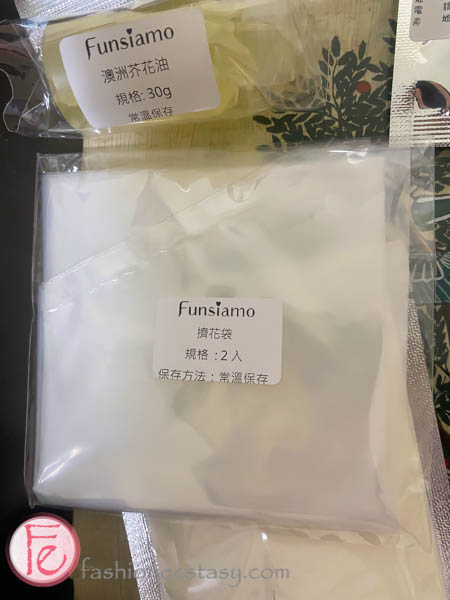 Funsiamo
澳洲芥花油
規格: 30g
常溫保存
Funsiamo
擠花袋
規格 : 2 入
保存方法 : 常溫保存
Fe
fashionecstasy.com